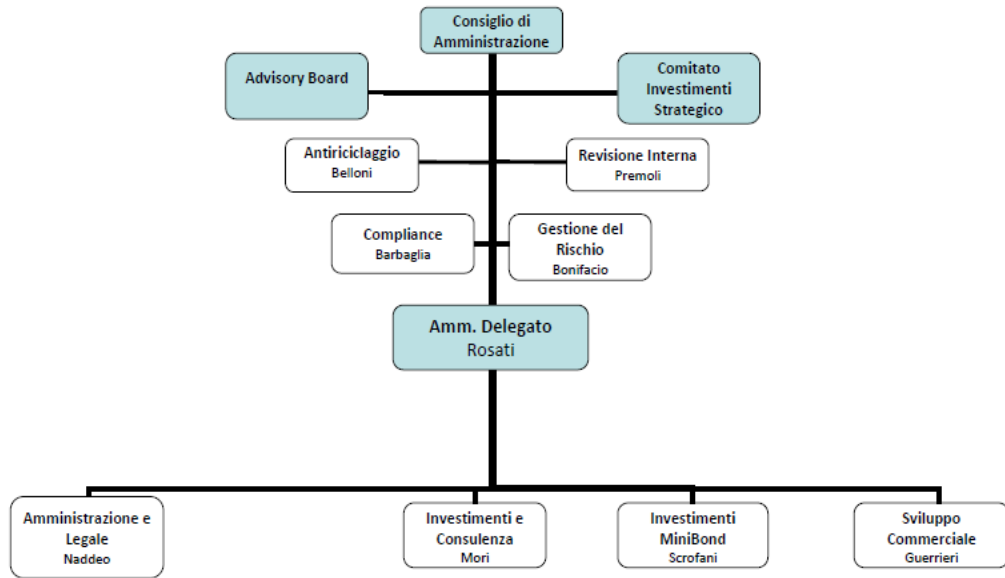 Consiglio di
Amministrazione
Advisory Board
Comitato
Investimenti
Strategico
Antiriciclaggio
Belloni
Revisione Interna
Premoli
Compliance
Barbaglia
Gestione del
Rischio
Bonifacio
Amm. Delegato
Rosati
Amministrazione e
Legale
Naddeo
Investimenti e
Consulenza
Mori
Investimenti
MiniBond
Scrofani
Sviluppo
Commerciale
Guerrieri